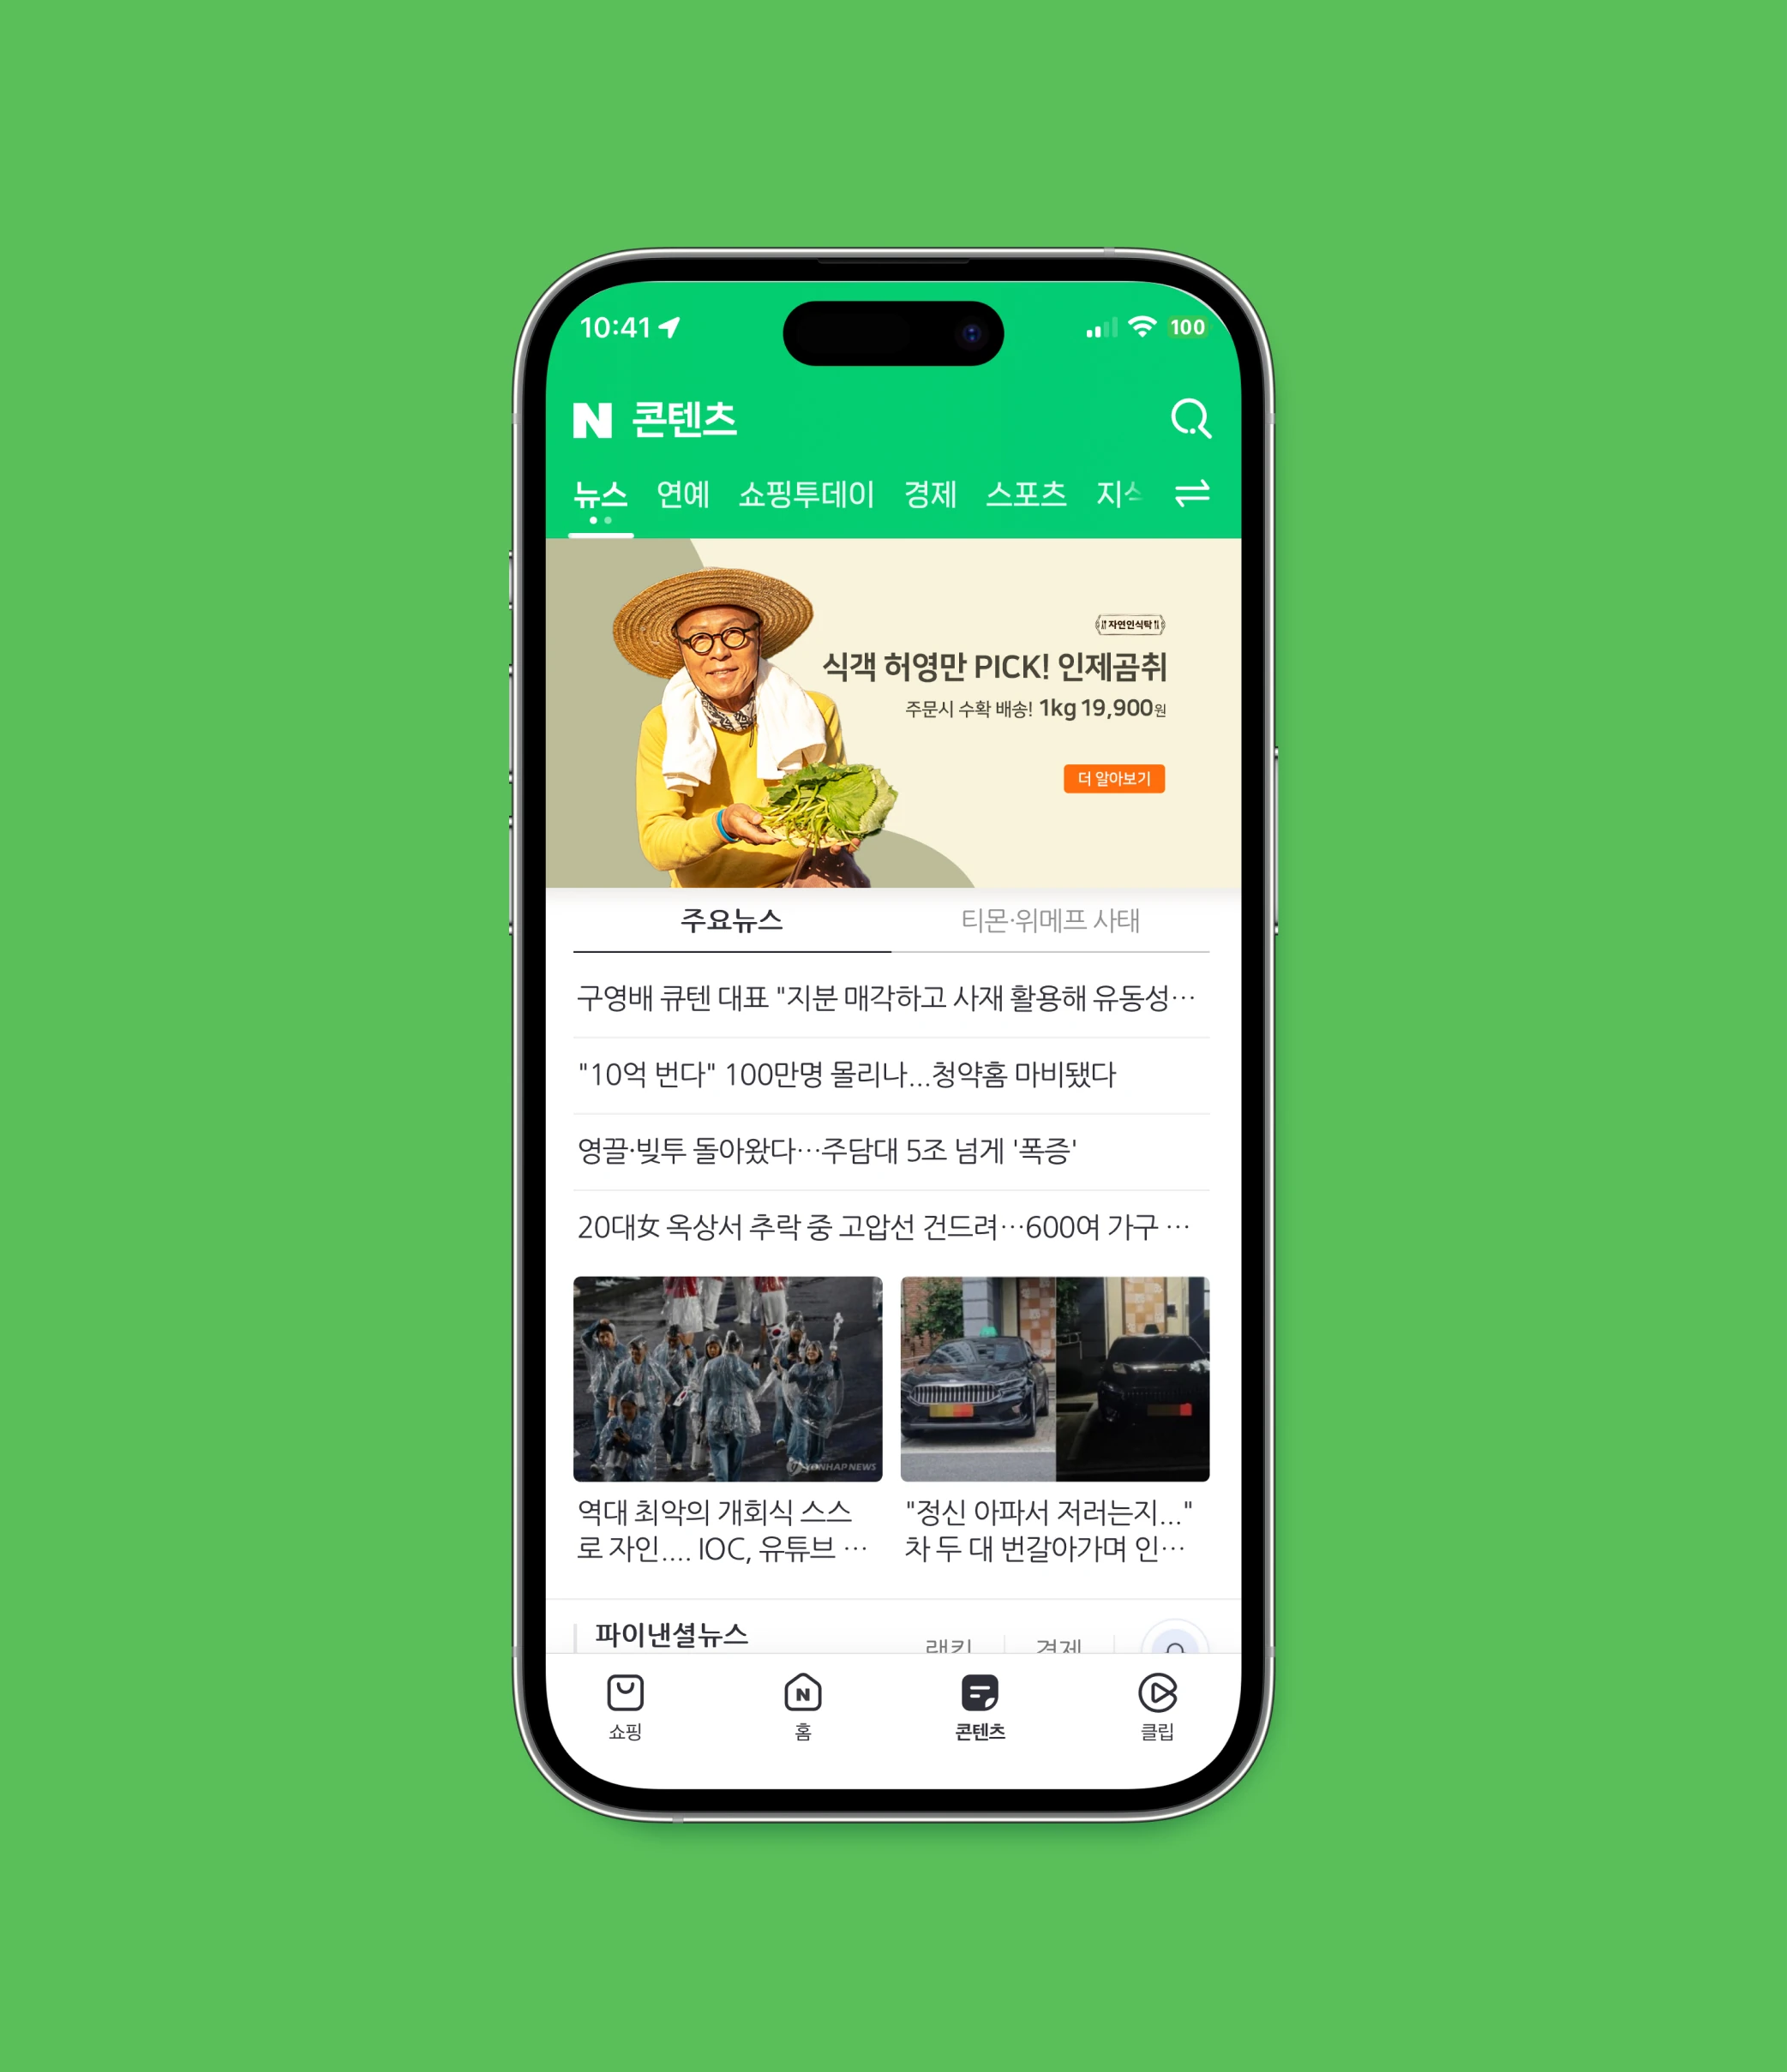 10:41
100
N 콘텐츠
뉴스 연예 쇼핑투데이 경제 스포츠
자연인식탁
식객 허영만 PICK! 인제곰취
주문시 수확 배송! 1kg 19,900원
더 알아보기
주요뉴스 티몬·위메프 사태
구영배 큐텐 대표 "지분 매각하고 사재 활용해 유동성…
"10억 번다" 100만명 몰리나...청약홈 마비됐다
영끌·빚투 돌아왔다…주담대 5조 넘게 '폭증'
20대女 옥상서 추락 중 고압선 건드려…600여 가구 …
YONHAP NEWS
역대 최악의 개회식 스스
로 자인.... IOC, 유튜브 …
"정신 아파서 저러는지..."
차 두 대 번갈아가며 인…
파이낸셜뉴스 랭킹 경제
쇼핑 홈 콘텐츠 클립